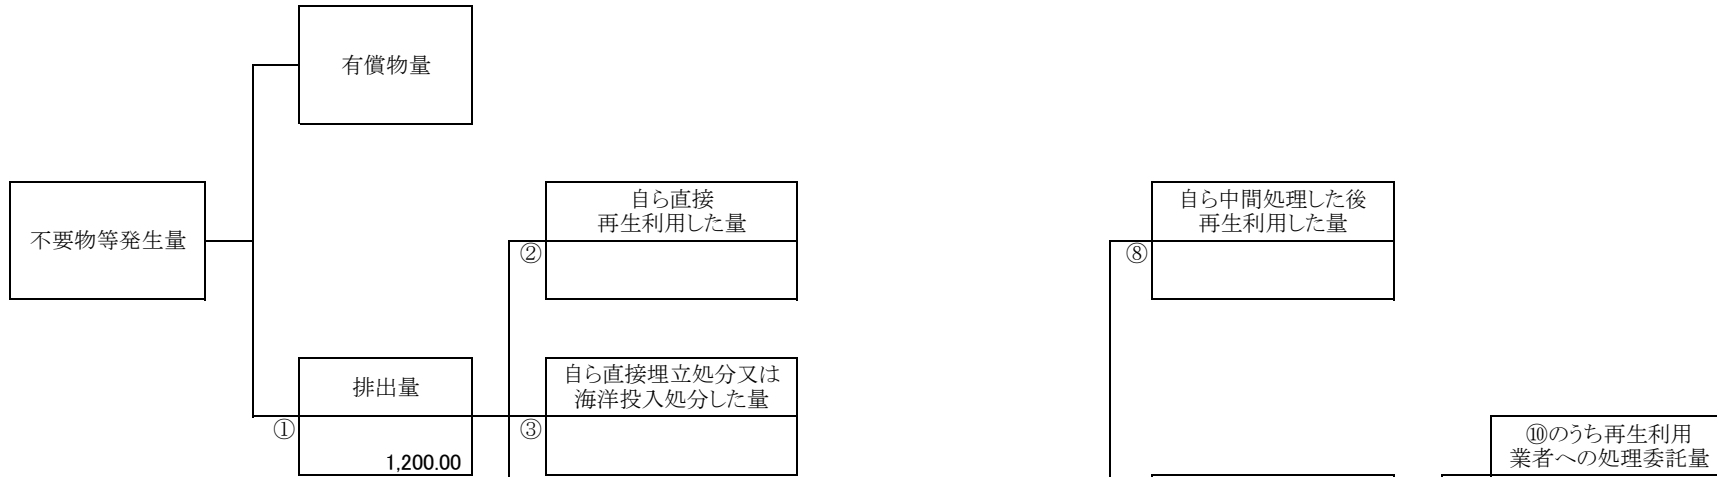 有償物量
不要物等発生量
自ら直接
再生利用した量
②
自ら中間処理した後
再生利用した量
⑧
排出量
①
1,200.00
自ら直接埋立処分又は
海洋投入処分した量
③
⑩のうち再生利用
業者への処理委託量